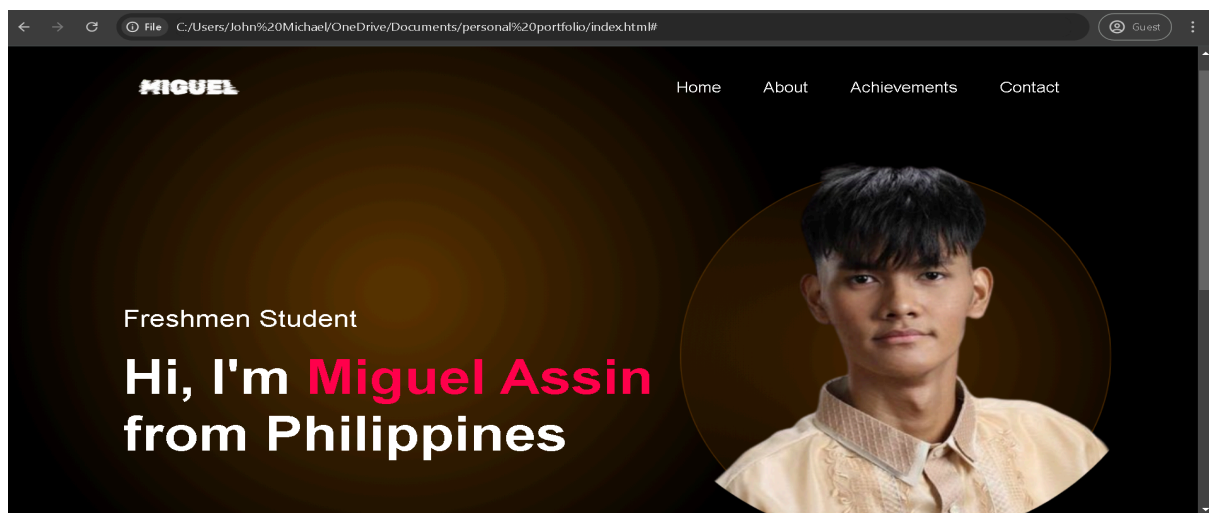 File C:/Users/John%20Michael/OneDrive/Documents/personal%20portfolio/index.html# Guest
MIGUEL Home About Achievements Contact
Freshmen Student
Hi, I'm Miguel Assin
from Philippines